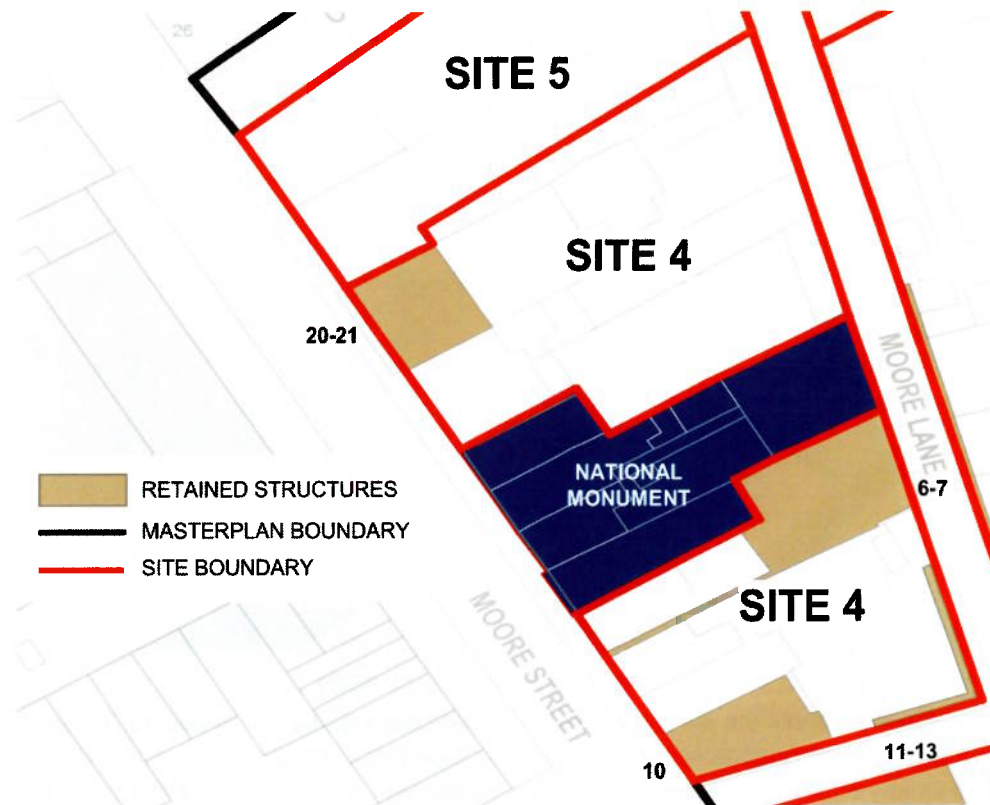 26
SITE 5
SITE 4
20-21
MOORE LANE
NATIONAL
MONUMENT
6-7
RETAINED STRUCTURES
MASTERPLAN BOUNDARY
SITE BOUNDARY
SITE 4
MOORE STREET
11-13
10